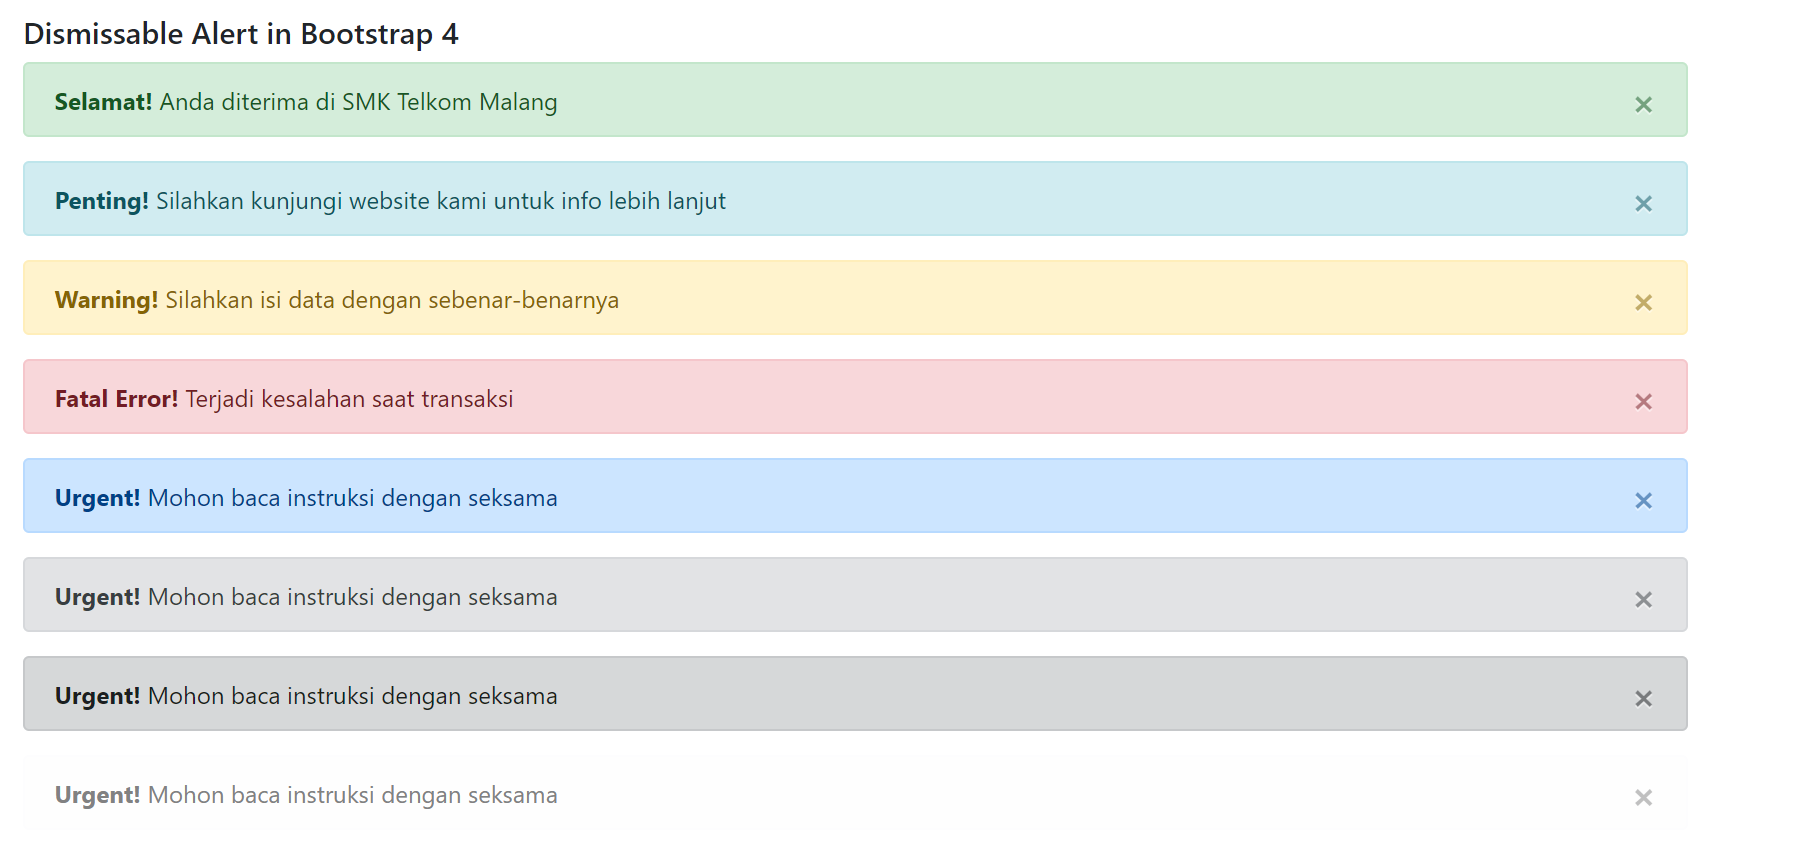 Dismissable Alert in Bootstrap 4
Selamat! Anda diterima di SMK Telkom Malang ×
Penting! Silahkan kunjungi website kami untuk info lebih lanjut ×
Warning! Silahkan isi data dengan sebenar-benarnya ×
Fatal Error! Terjadi kesalahan saat transaksi ×
Urgent! Mohon baca instruksi dengan seksama ×
Urgent! Mohon baca instruksi dengan seksama ×
Urgent! Mohon baca instruksi dengan seksama ×
Urgent! Mohon baca instruksi dengan seksama ×